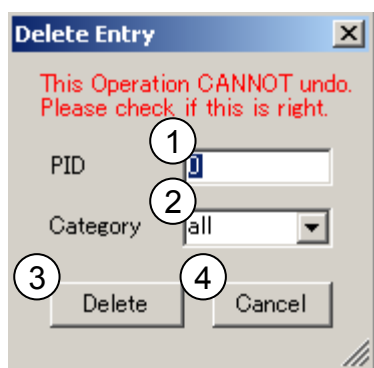 Delete Entry
This Operation CANNOT undo.
Please check if this is right.
1
PID 0
2
Category all
3 4
Delete Cancel